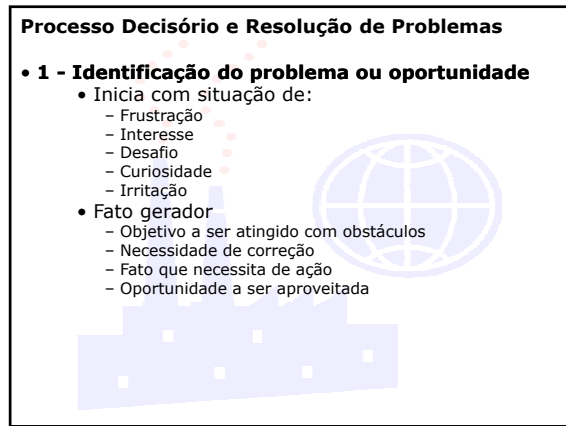 Processo Decisório e Resolução de Problemas
• 1 - Identificação do problema ou oportunidade
• Inicia com situação de:
– Frustração
– Interesse
– Desafio
– Curiosidade
– Irritação
• Fato gerador
– Objetivo a ser atingido com obstáculos
– Necessidade de correção
– Fato que necessita de ação
– Oportunidade a ser aproveitada